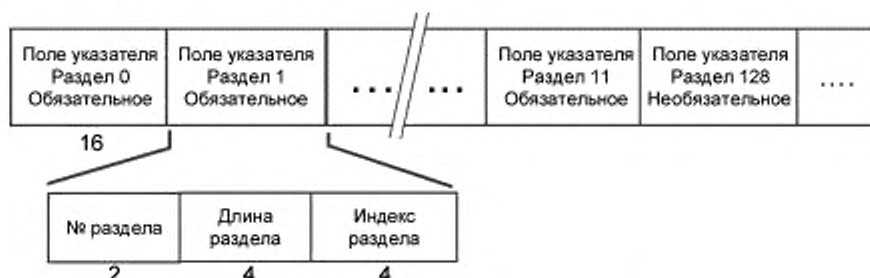 Поле указателя
Раздел 0
Обязательное
Поле указателя
Раздел 1
Обязательное
... ...
Поле указателя
Раздел 11
Обязательное
Поле указателя
Раздел 128
Необязательное
....
16
№ раздела
Длина
раздела
Индекс
раздела
2
4
4